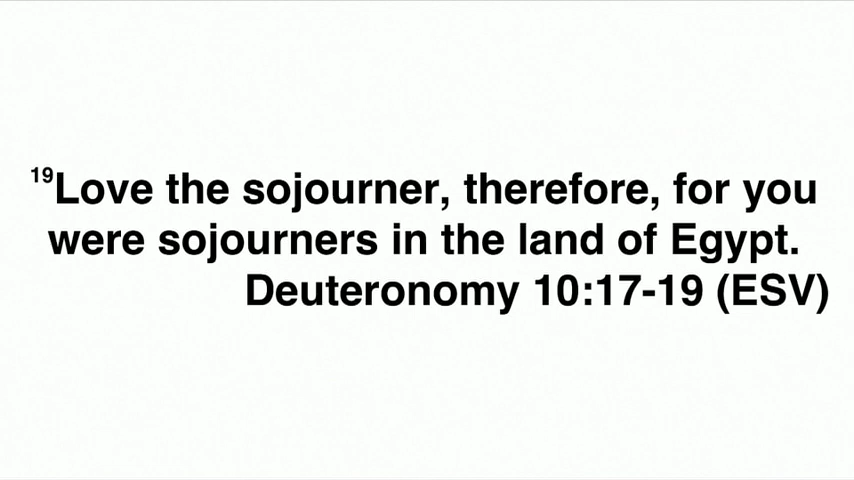 19Love the sojourner, therefore, for you
were sojourners in the land of Egypt.
Deuteronomy 10:17-19 (ESV)